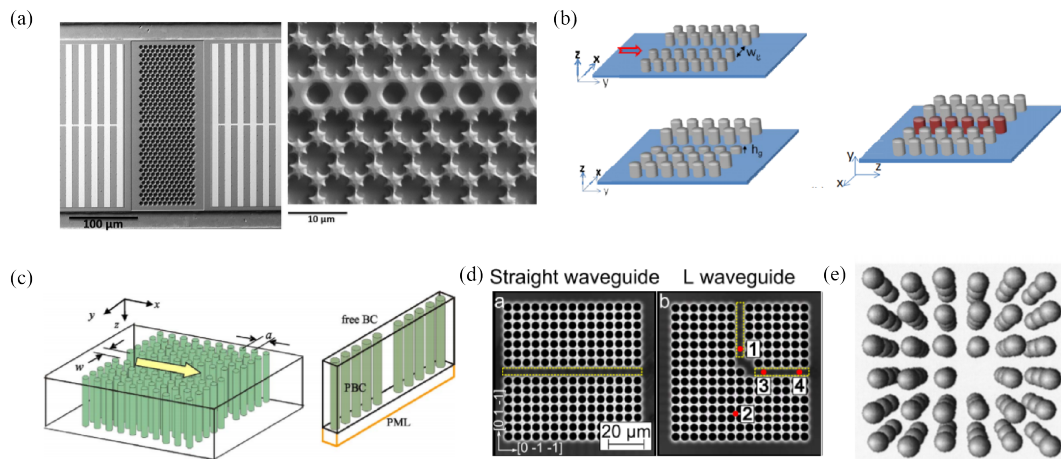 (a)
100 μm
10 μm
(b)
z
x
y
w_g
z
x
y
h_g
y
z
x
(c)
x
y
z
a
w
free BC
PBC
PML
(d)
Straight waveguide
L waveguide
a
b
1
2
3
4
[0 1 -1]
[0 -1 -1]
20 μm
(e)